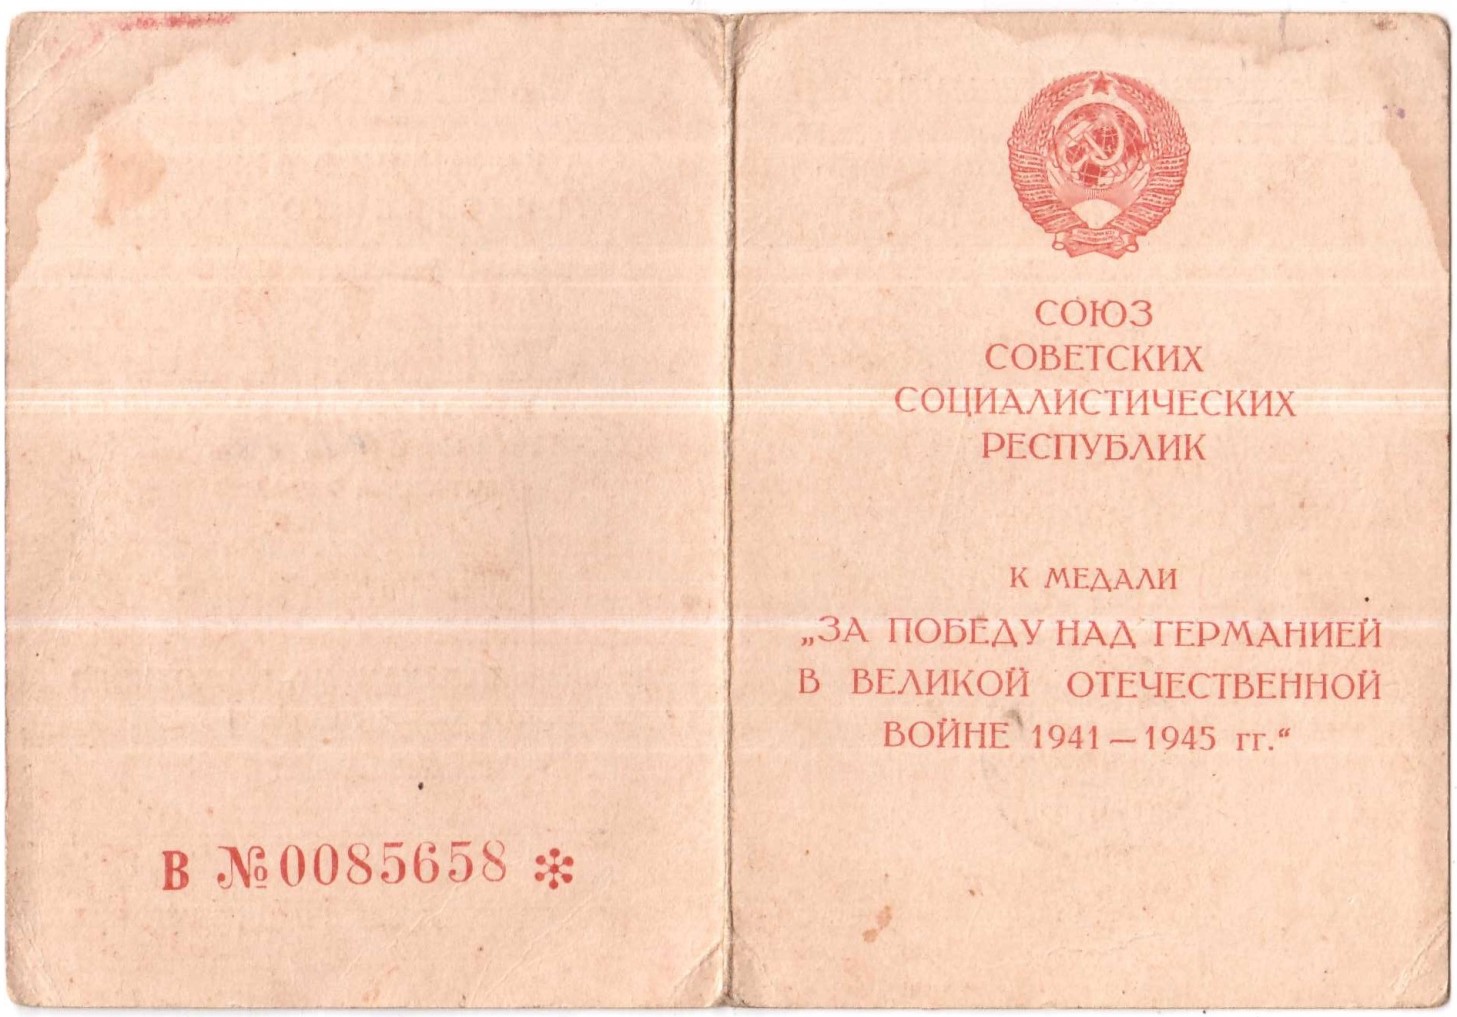 В №0085658 *
СОЮЗ
СОВЕТСКИХ
СОЦИАЛИСТИЧЕСКИХ
РЕСПУБЛИК
К МЕДАЛИ
„ЗА ПОБЕДУ НАД ГЕРМАНИЕЙ
В ВЕЛИКОЙ ОТЕЧЕСТВЕННОЙ
ВОЙНЕ 1941—1945 гг.“